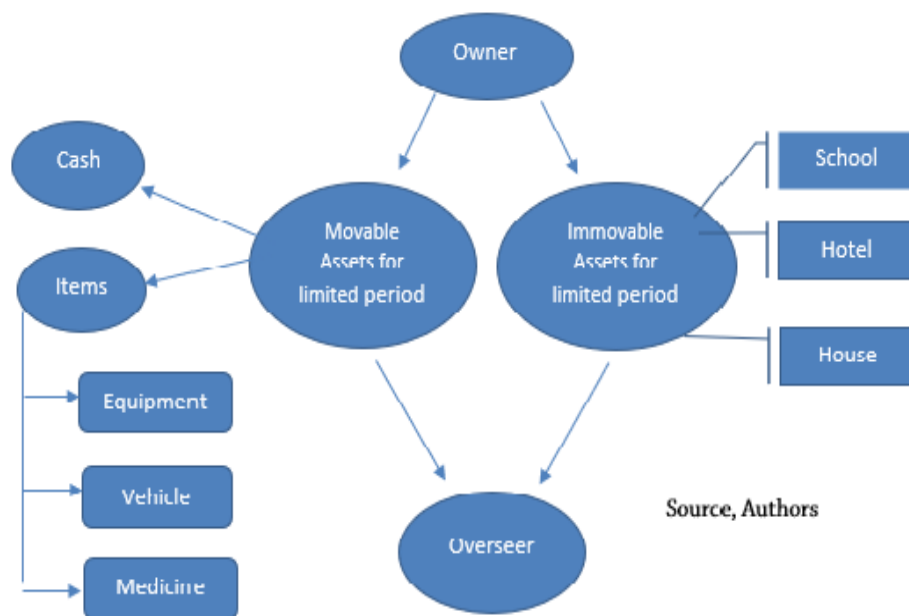 Owner
Cash
School
Movable
Assets for
limited period
Immovable
Assets for
limited period
Hotel
Items
House
Equipment
Vehicle
Medicine
Overseer
Source, Authors